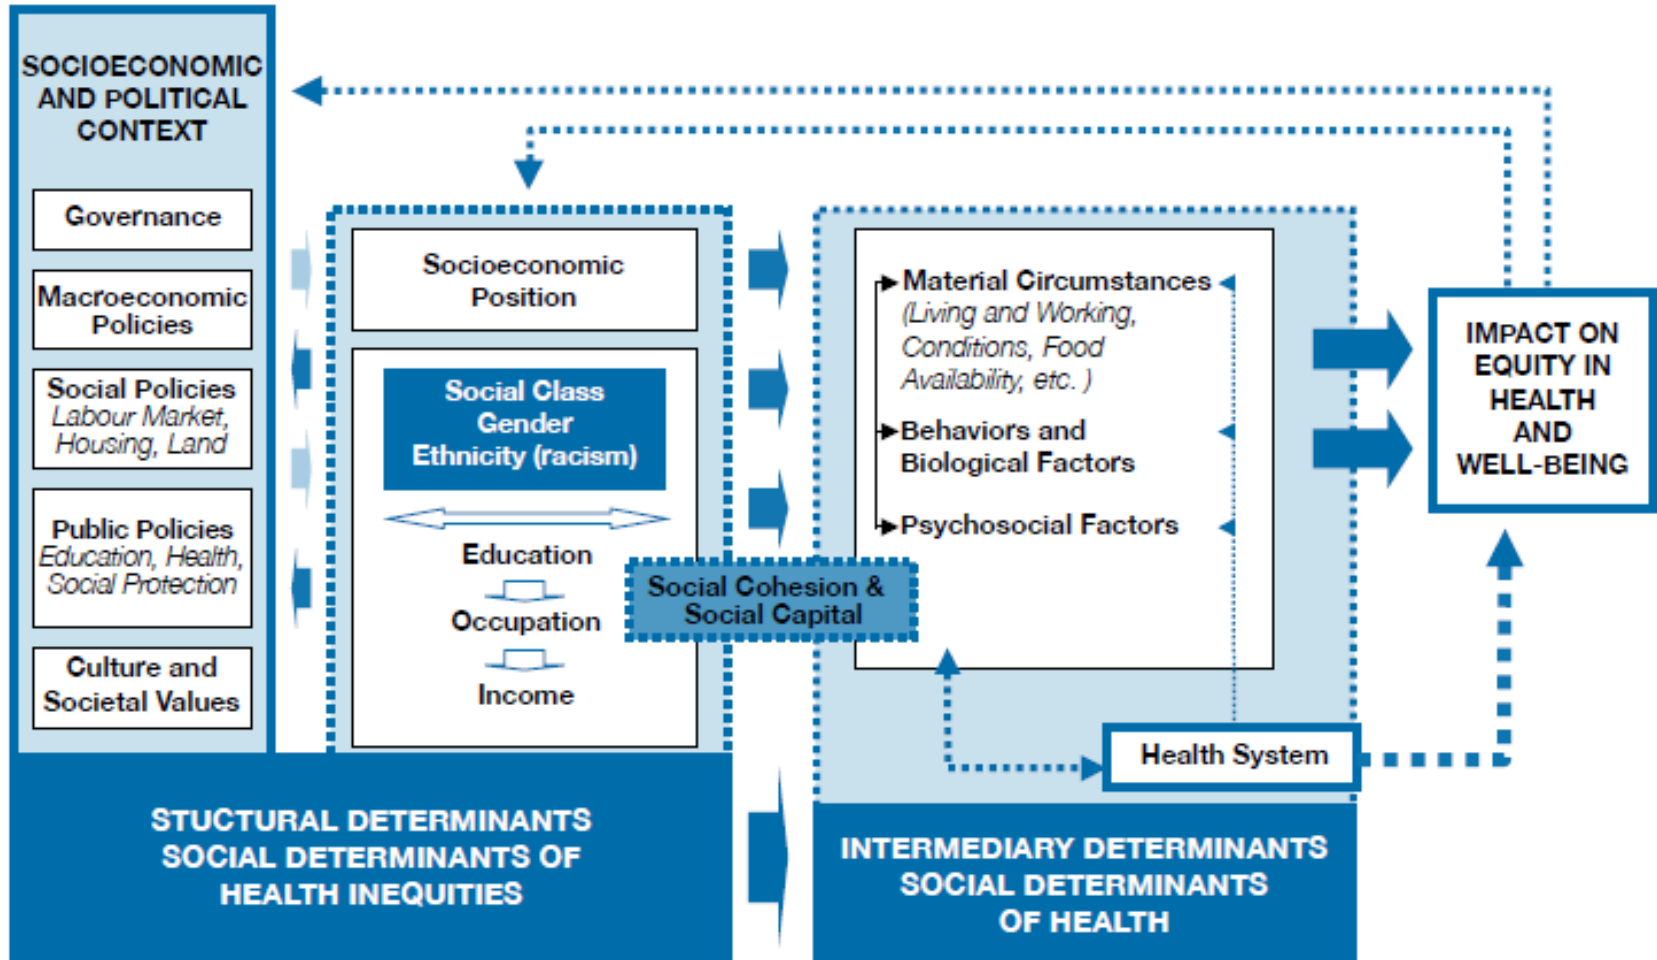 SOCIOECONOMIC
AND POLITICAL
CONTEXT
Governance
Macroeconomic
Policies
Social Policies
Labour Market,
Housing, Land
Public Policies
Education, Health,
Social Protection
Culture and
Societal Values
Socioeconomic
Position
Social Class
Gender
Ethnicity (racism)
Education
Occupation
Income
Social Cohesion &
Social Capital
Material Circumstances
(Living and Working,
Conditions, Food
Availability, etc. )
Behaviors and
Biological Factors
Psychosocial Factors
Health System
IMPACT ON
EQUITY IN
HEALTH
AND
WELL-BEING
STUCTURAL DETERMINANTS
SOCIAL DETERMINANTS OF
HEALTH INEQUITIES
INTERMEDIARY DETERMINANTS
SOCIAL DETERMINANTS
OF HEALTH